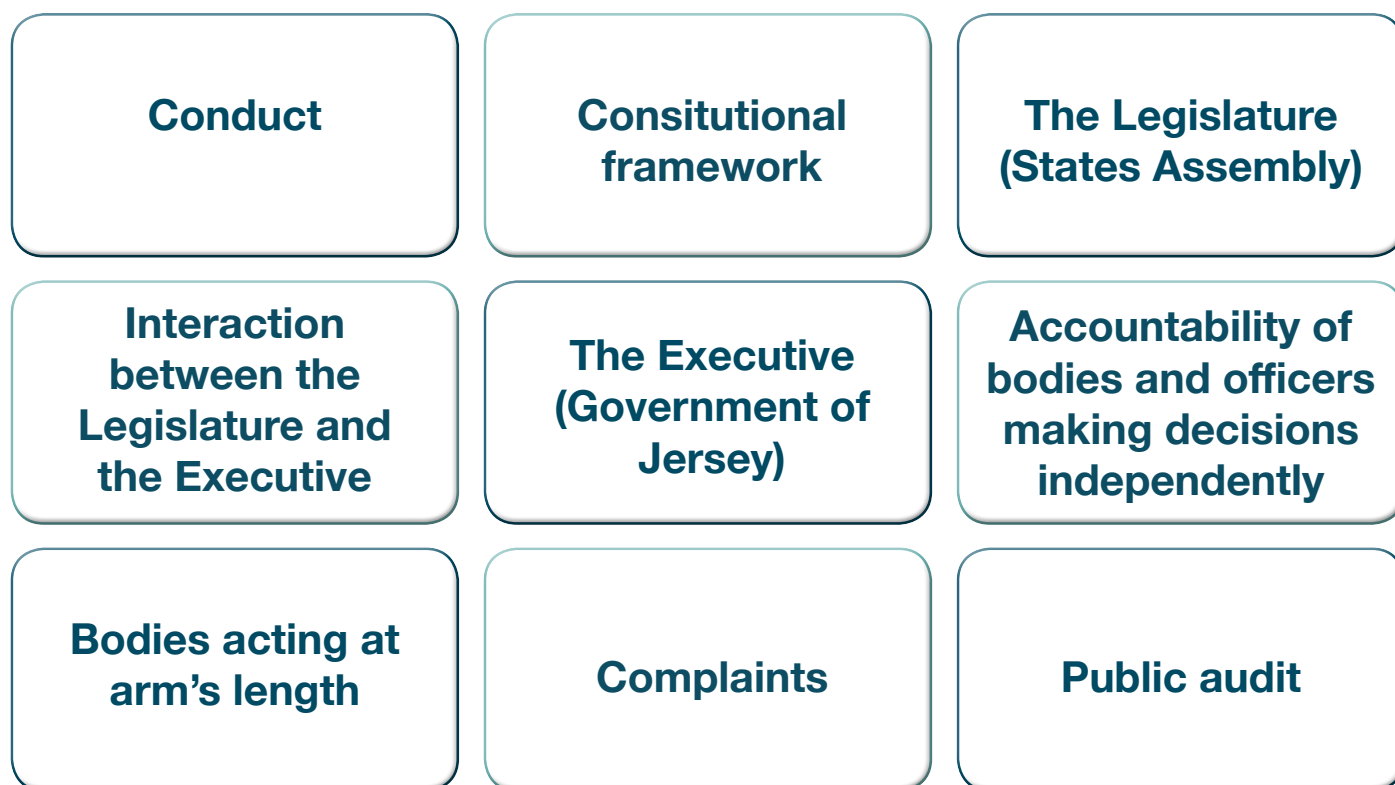 Conduct
Consitutional
framework
The Legislature
(States Assembly)
Interaction
between the
Legislature and
the Executive
The Executive
(Government of
Jersey)
Accountability of
bodies and officers
making decisions
independently
Bodies acting at
arm’s length
Complaints
Public audit